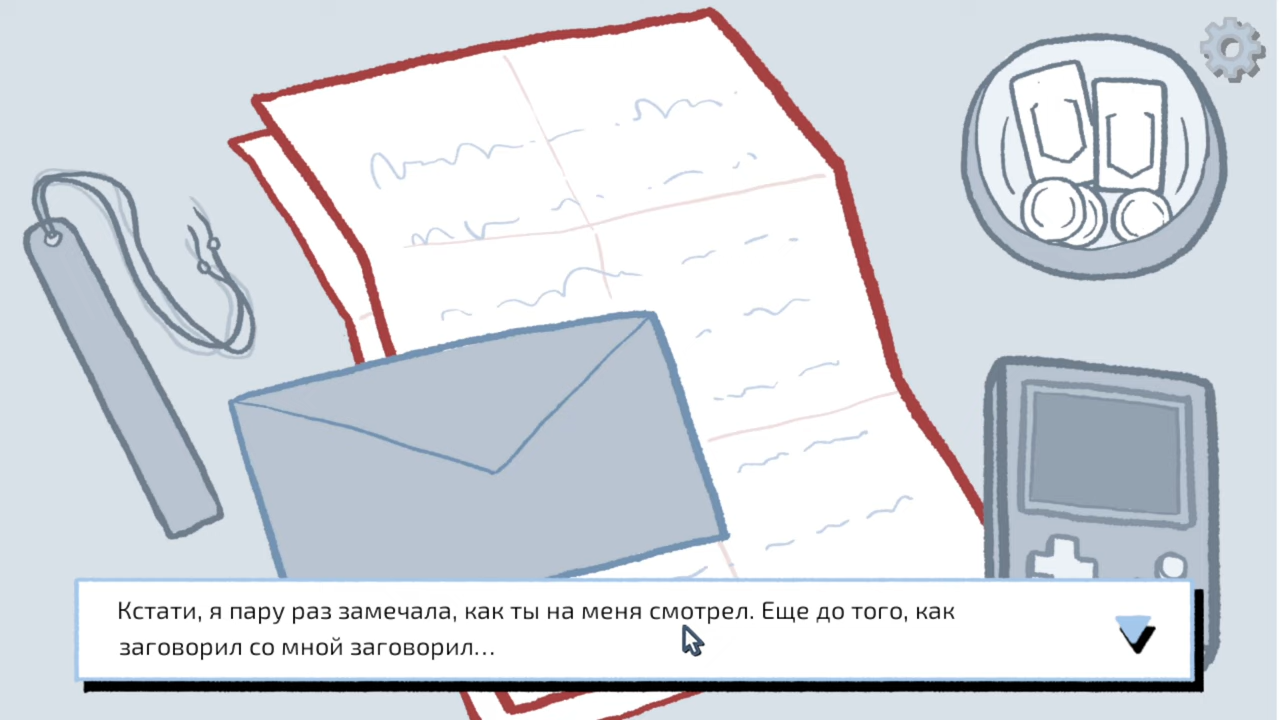 Кстати, я пару раз замечала, как ты на меня смотрел. Еще до того, как
заговорил со мной заговорил...